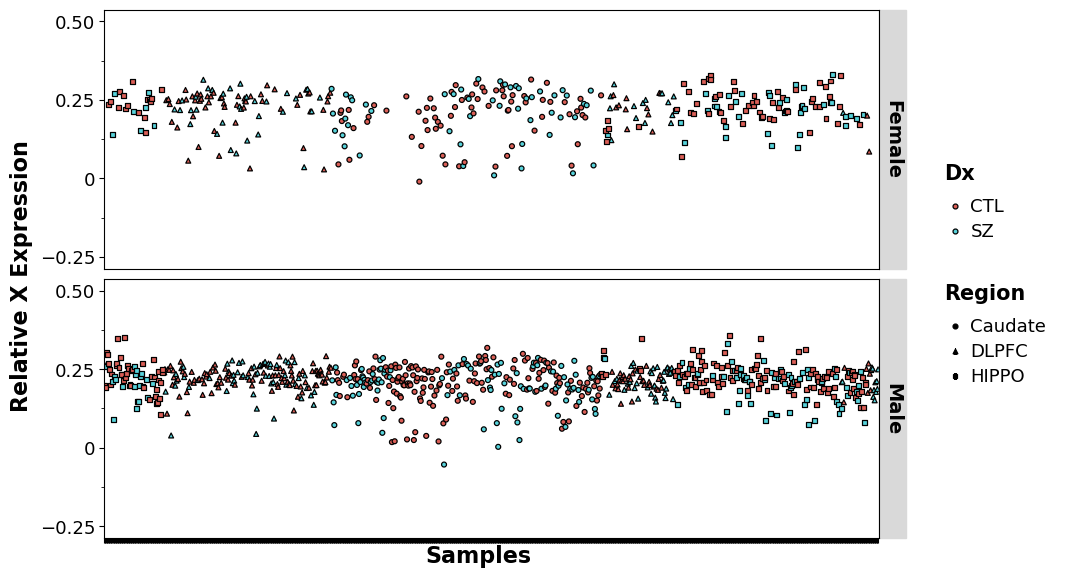 Relative X Expression
0.50
0.25
0
−0.25
Female
0.50
0.25
0
−0.25
Male
Samples
Dx
CTL
SZ
Region
Caudate
DLPFC
HIPPO